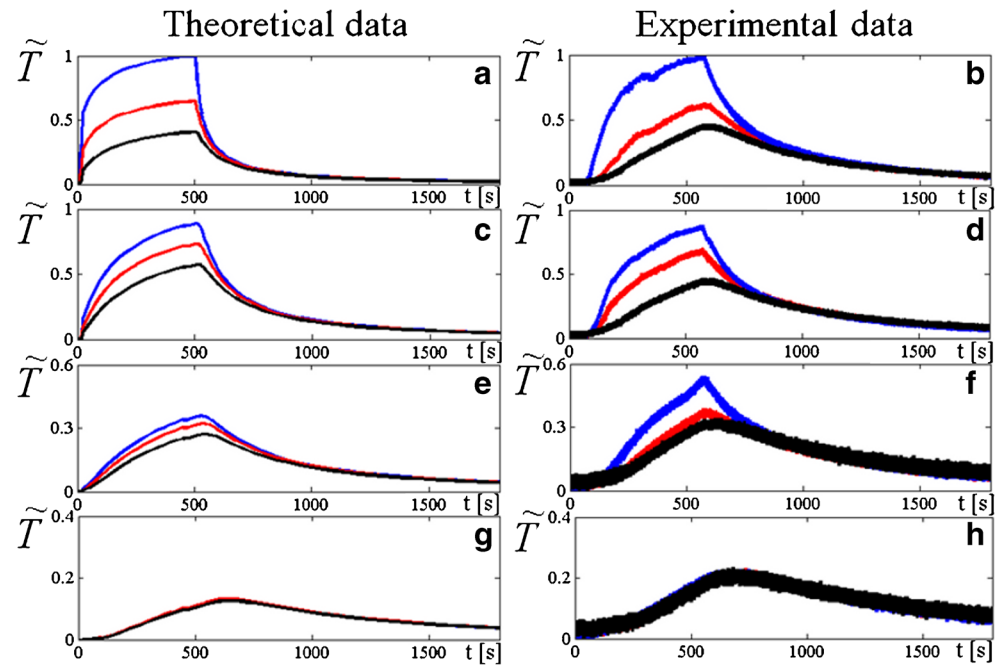 Theoretical data Experimental data
T̃ 1 a T̃ 1 b
0.5 0.5
0 0
0 500 1000 1500 t [s] 0 500 1000 1500 t [s]
T̃ 1 c T̃ 1 d
0.5 0.5
0 0
0 500 1000 1500 t [s] 0 500 1000 1500 t [s]
T̃ 0.6 e T̃ 0.6 f
0.3 0.3
0 0
0 500 1000 1500 t [s] 0 500 1000 1500 t [s]
T̃ 0.4 g T̃ 0.4 h
0.2 0.2
0 0
0 500 1000 1500 t [s] 0 500 1000 1500 t [s]